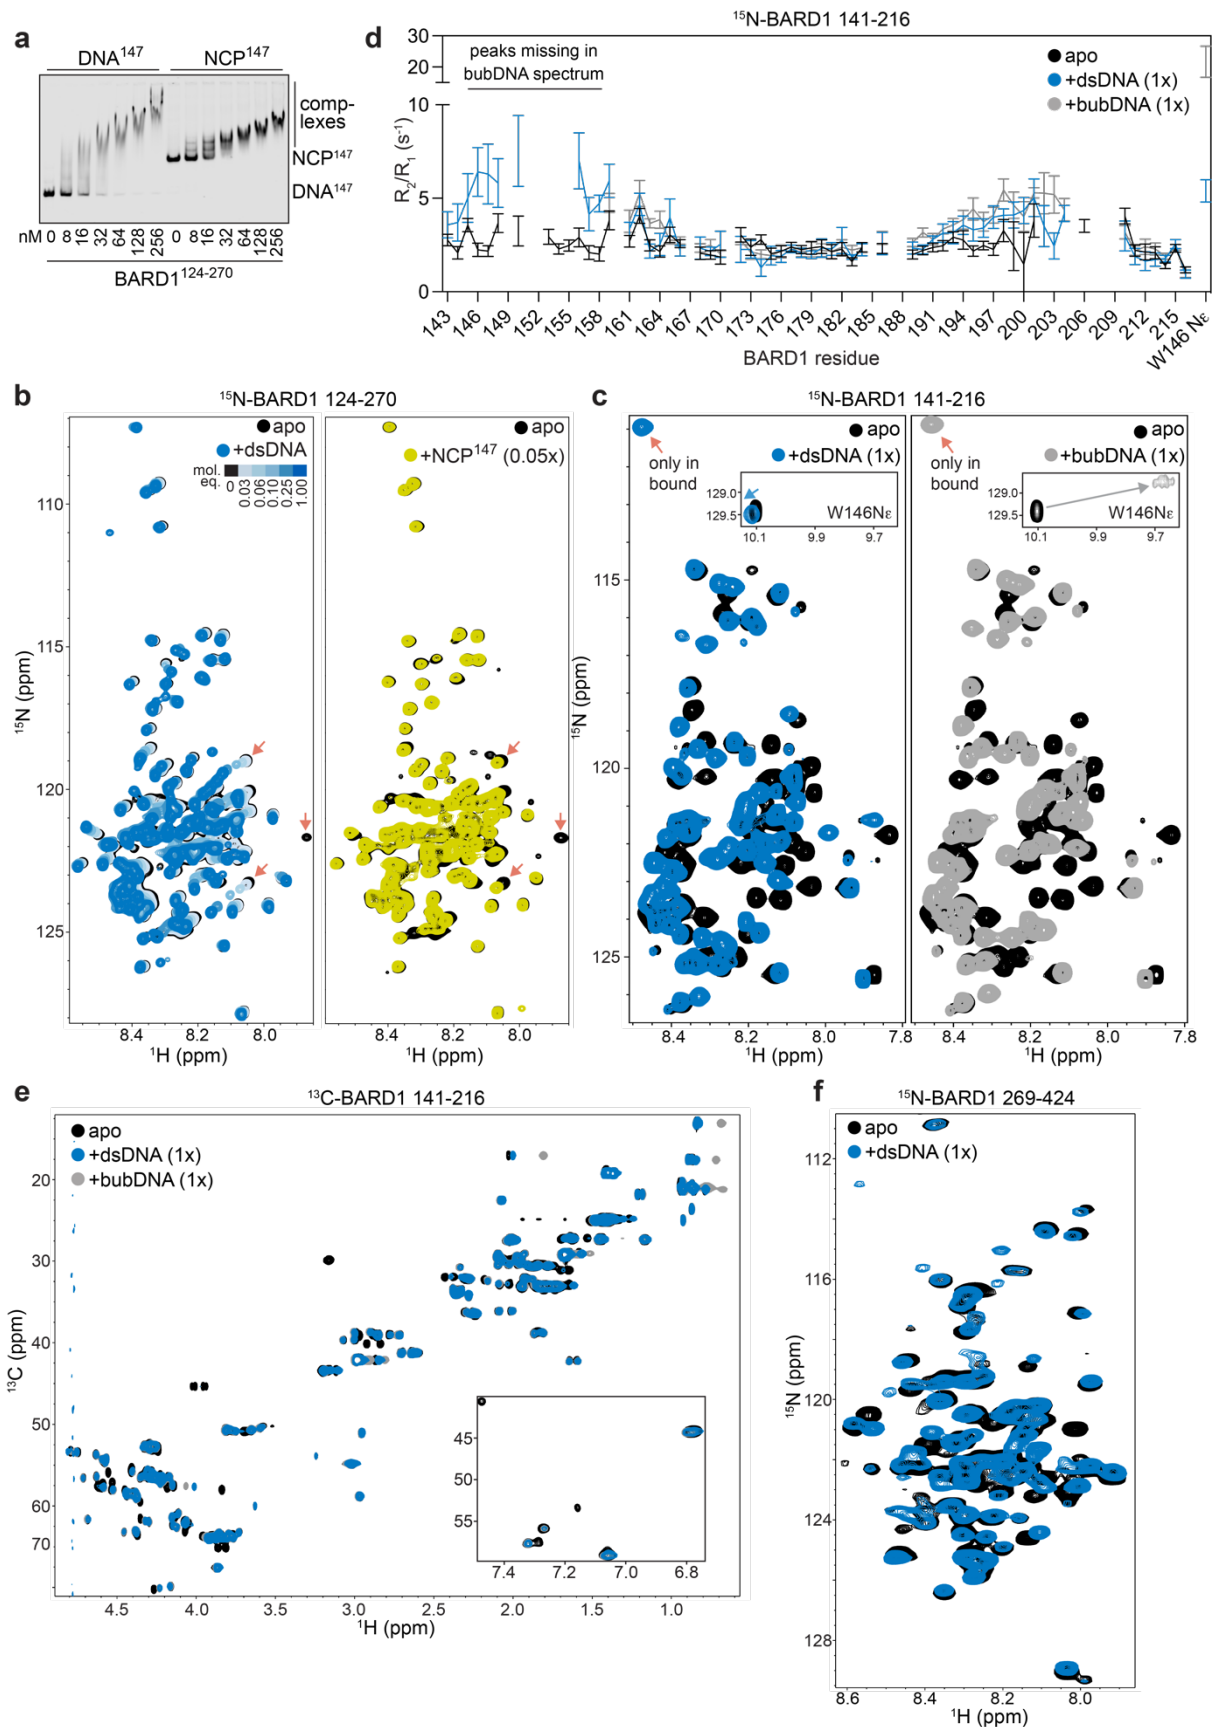 a
DNA147 NCP147
comp-
lexes
NCP147
DNA147
nM 0 8 16 32 64 128 256 0 8 16 32 64 128 256
BARD1124-270
d
15N-BARD1 141-216
peaks missing in
bubDNA spectrum
apo
+dsDNA (1x)
+bubDNA (1x)
R2/R1 (s-1)
30
20
10
5
0
143 146 149 152 155 158 161 164 167 170 173 176 179 182 185 188 191 194 197 200 203 206 209 212 215 W146 Nε
BARD1 residue
b
15N-BARD1 124-270
apo
+dsDNA
mol.
eq.
0 0.03 0.06 0.10 0.25 1.00
apo
+NCP147 (0.05x)
15N (ppm)
110
115
120
125
8.4 8.2 8.0
1H (ppm)
8.4 8.2 8.0
1H (ppm)
c
15N-BARD1 141-216
apo
+dsDNA (1x)
only in
bound
129.0
129.5
W146Nε
10.1 9.9 9.7
apo
+bubDNA (1x)
only in
bound
129.0
129.5
W146Nε
10.1 9.9 9.7
15N (ppm)
115
120
125
8.4 8.2 8.0
1H (ppm)
8.4 8.2 8.0 7.8
1H (ppm)
e
13C-BARD1 141-216
apo
+dsDNA (1x)
+bubDNA (1x)
13C (ppm)
20
30
40
50
60
70
45
50
55
7.4 7.2 7.0 6.8
4.5 4.0 3.5 3.0 2.5 2.0 1.5 1.0
1H (ppm)
f
15N-BARD1 269-424
apo
+dsDNA (1x)
15N (ppm)
112
116
120
124
128
8.6 8.4 8.2 8.0
1H (ppm)